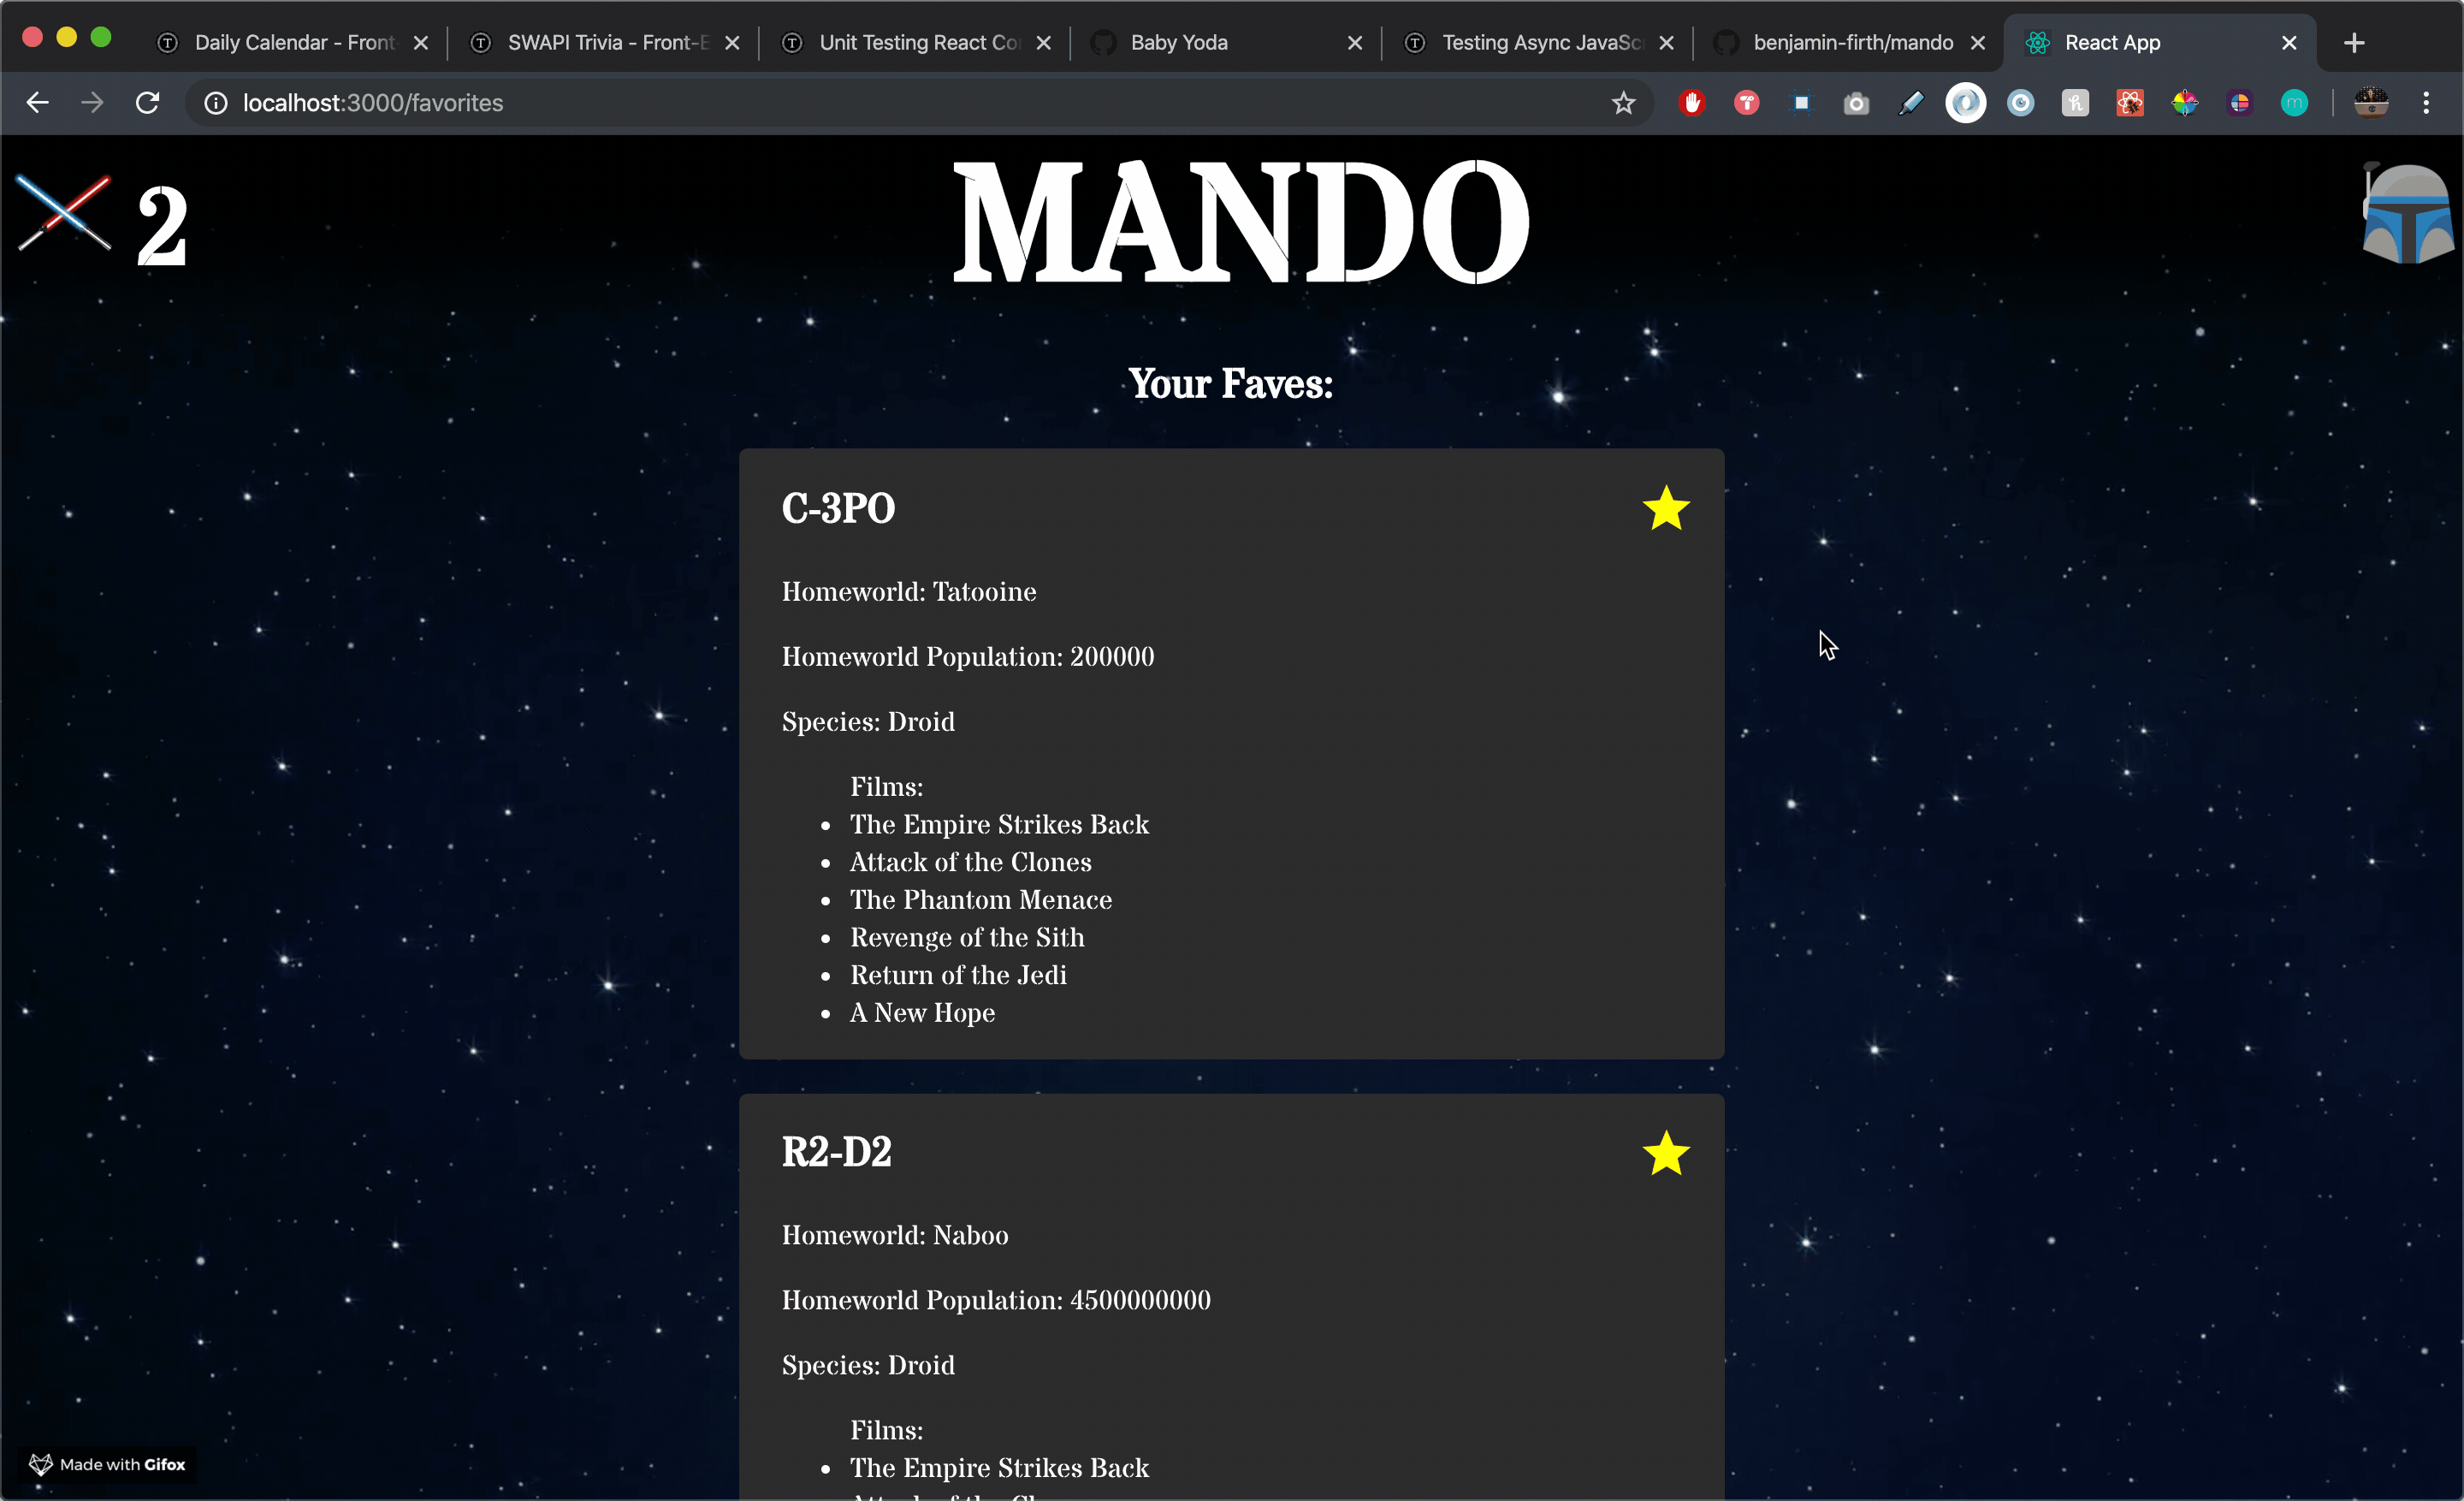 Daily Calendar - Front-
SWAPI Trivia - Front-E
Unit Testing React Co
Baby Yoda
Testing Async JavaSc
benjamin-firth/mando
React App
localhost:3000/favorites
2
MANDO
Your Faves:
C-3PO
Homeworld: Tatooine
Homeworld Population: 200000
Species: Droid
Films:
The Empire Strikes Back
Attack of the Clones
The Phantom Menace
Revenge of the Sith
Return of the Jedi
A New Hope
R2-D2
Homeworld: Naboo
Homeworld Population: 4500000000
Species: Droid
Films:
The Empire Strikes Back
Made with Gifox